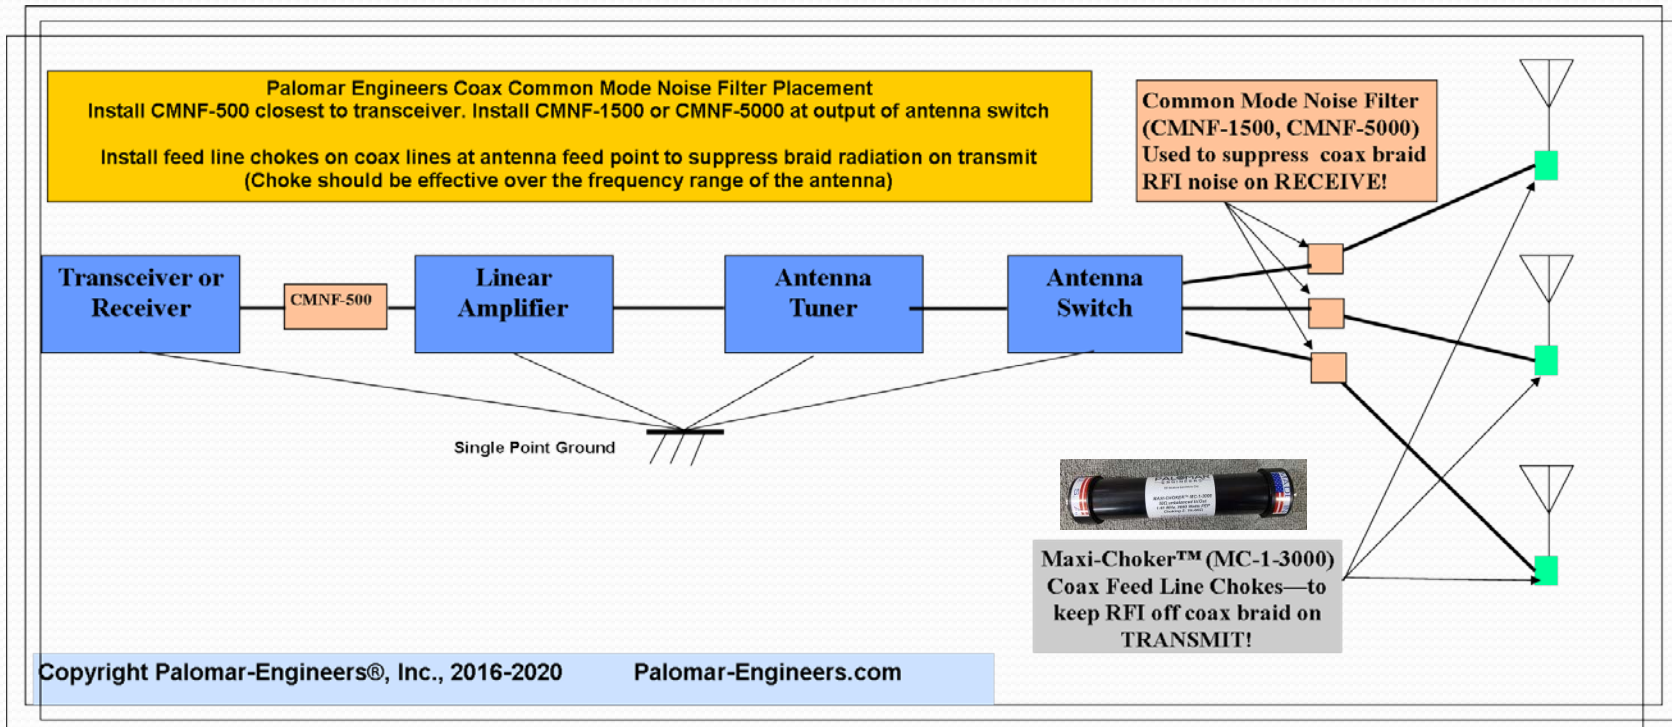 Palomar Engineers Coax Common Mode Noise Filter Placement
Install CMNF-500 closest to transceiver. Install CMNF-1500 or CMNF-5000 at output of antenna switch
Install feed line chokes on coax lines at antenna feed point to suppress braid radiation on transmit
(Choke should be effective over the frequency range of the antenna)
Common Mode Noise Filter
(CMNF-1500, CMNF-5000)
Used to suppress coax braid
RFI noise on RECEIVE!
Transceiver or
Receiver
CMNF-500
Linear
Amplifier
Antenna
Tuner
Antenna
Switch
Single Point Ground
PALOMAR
ENGINEERS
Maxi-Choker™ (MC-1-3000)
Coax Feed Line Chokes—to
keep RFI off coax braid on
TRANSMIT!
Copyright Palomar-Engineers®, Inc., 2016-2020
Palomar-Engineers.com